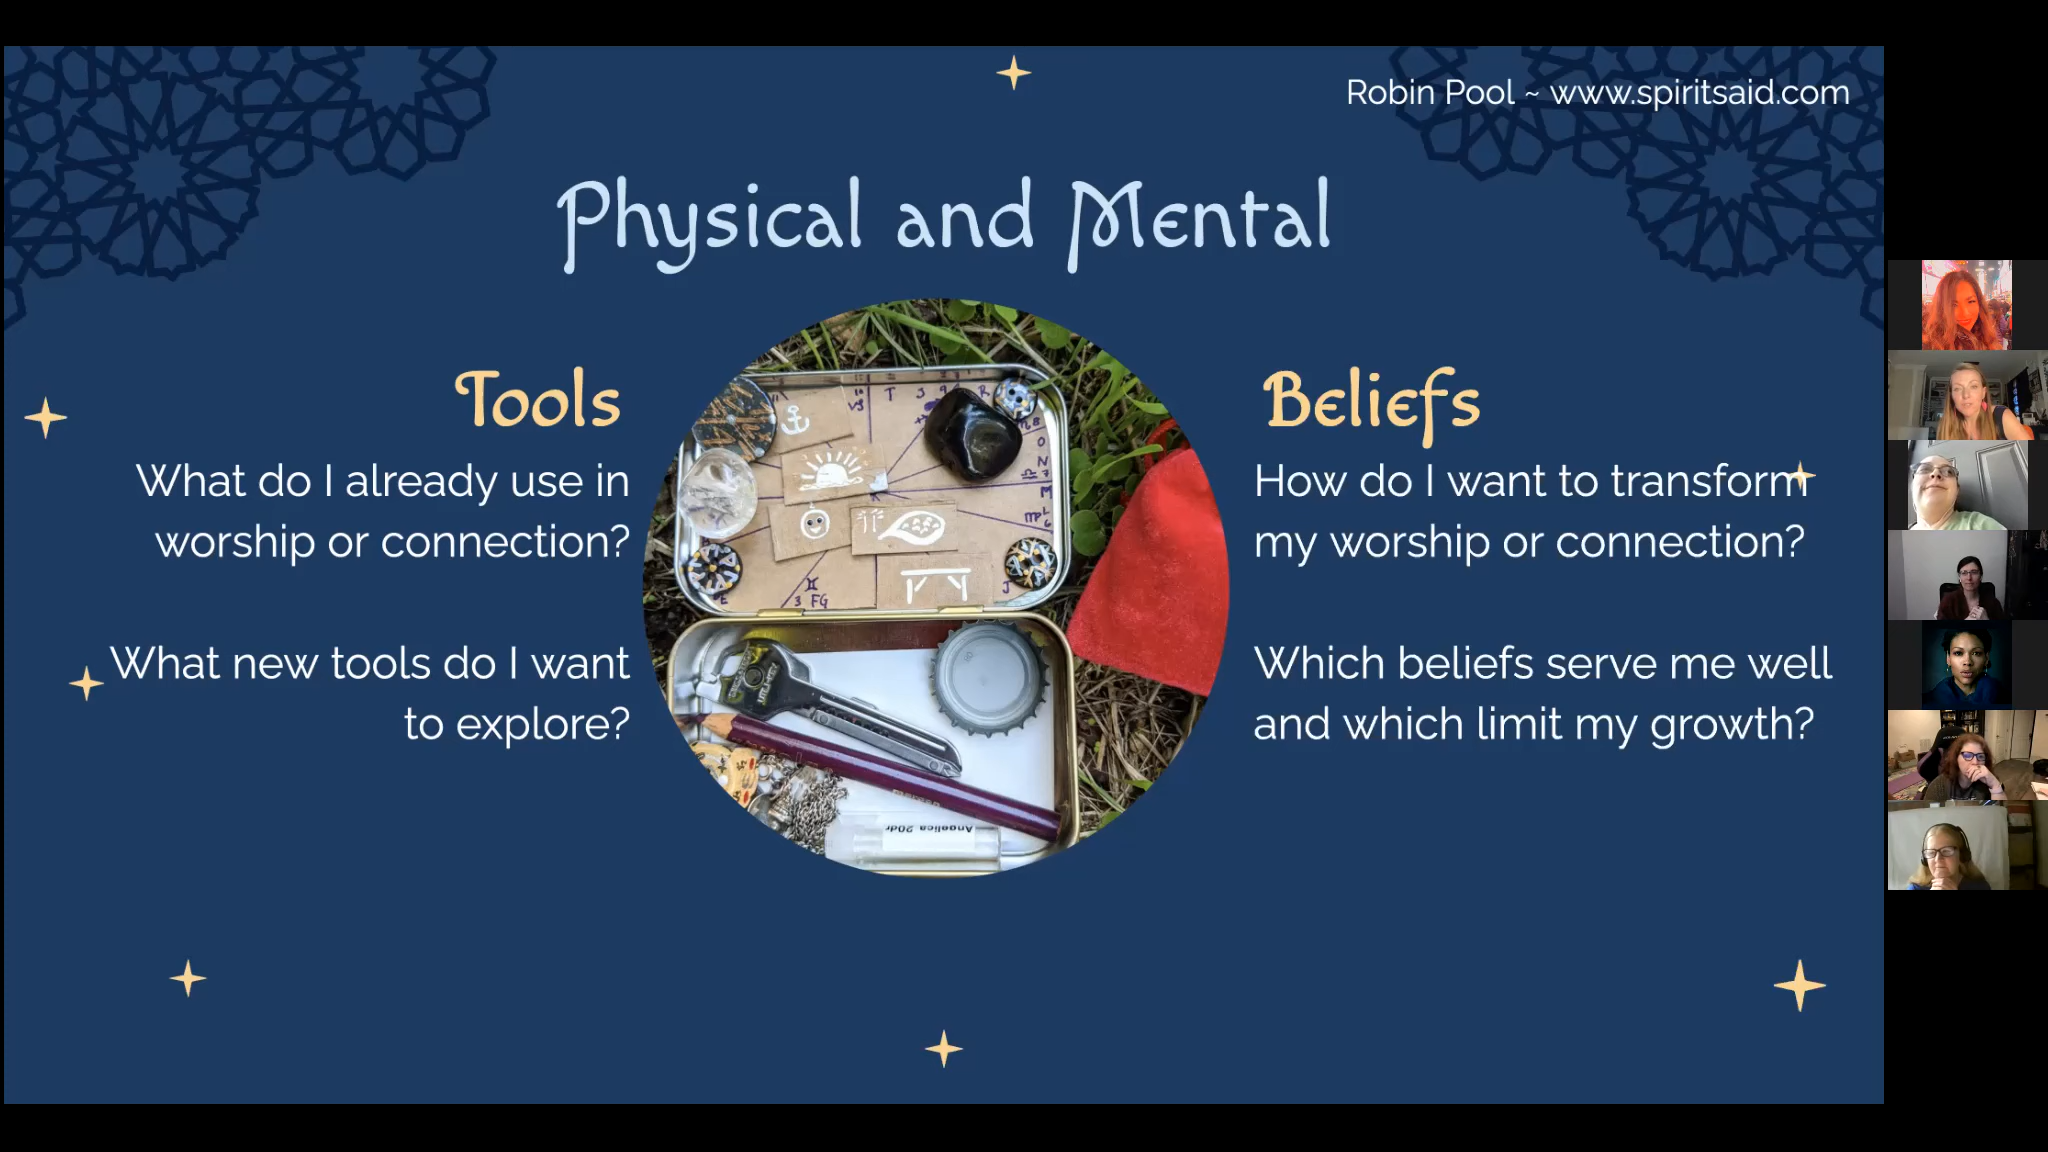 Robin Pool ~ www.spiritsaid.com
Physical and Mental
Tools
What do I already use in
worship or connection?
What new tools do I want
to explore?
Beliefs
How do I want to transform
my worship or connection?
Which beliefs serve me well
and which limit my growth?
Angelica 20dr